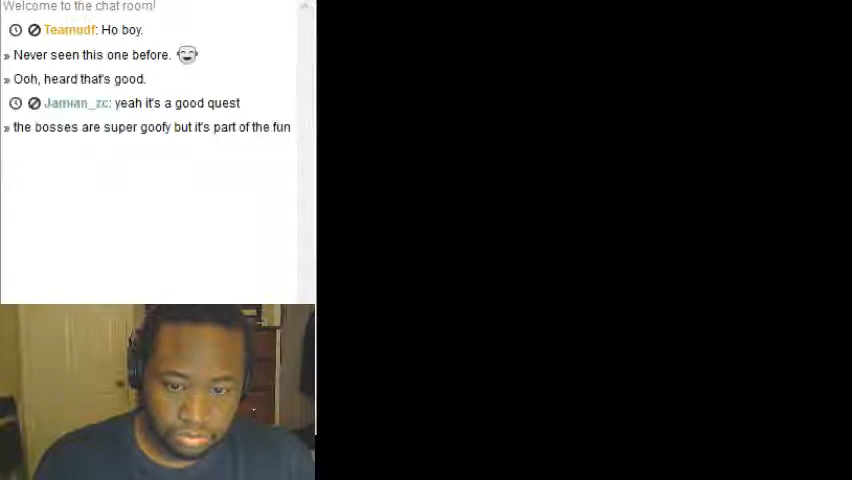 Welcome to the chat room!
Teamudf: Ho boy.
» Never seen this one before.
» Ooh, heard that's good.
Jamian_zc: yeah it's a good quest
» the bosses are super goofy but it's part of the fun